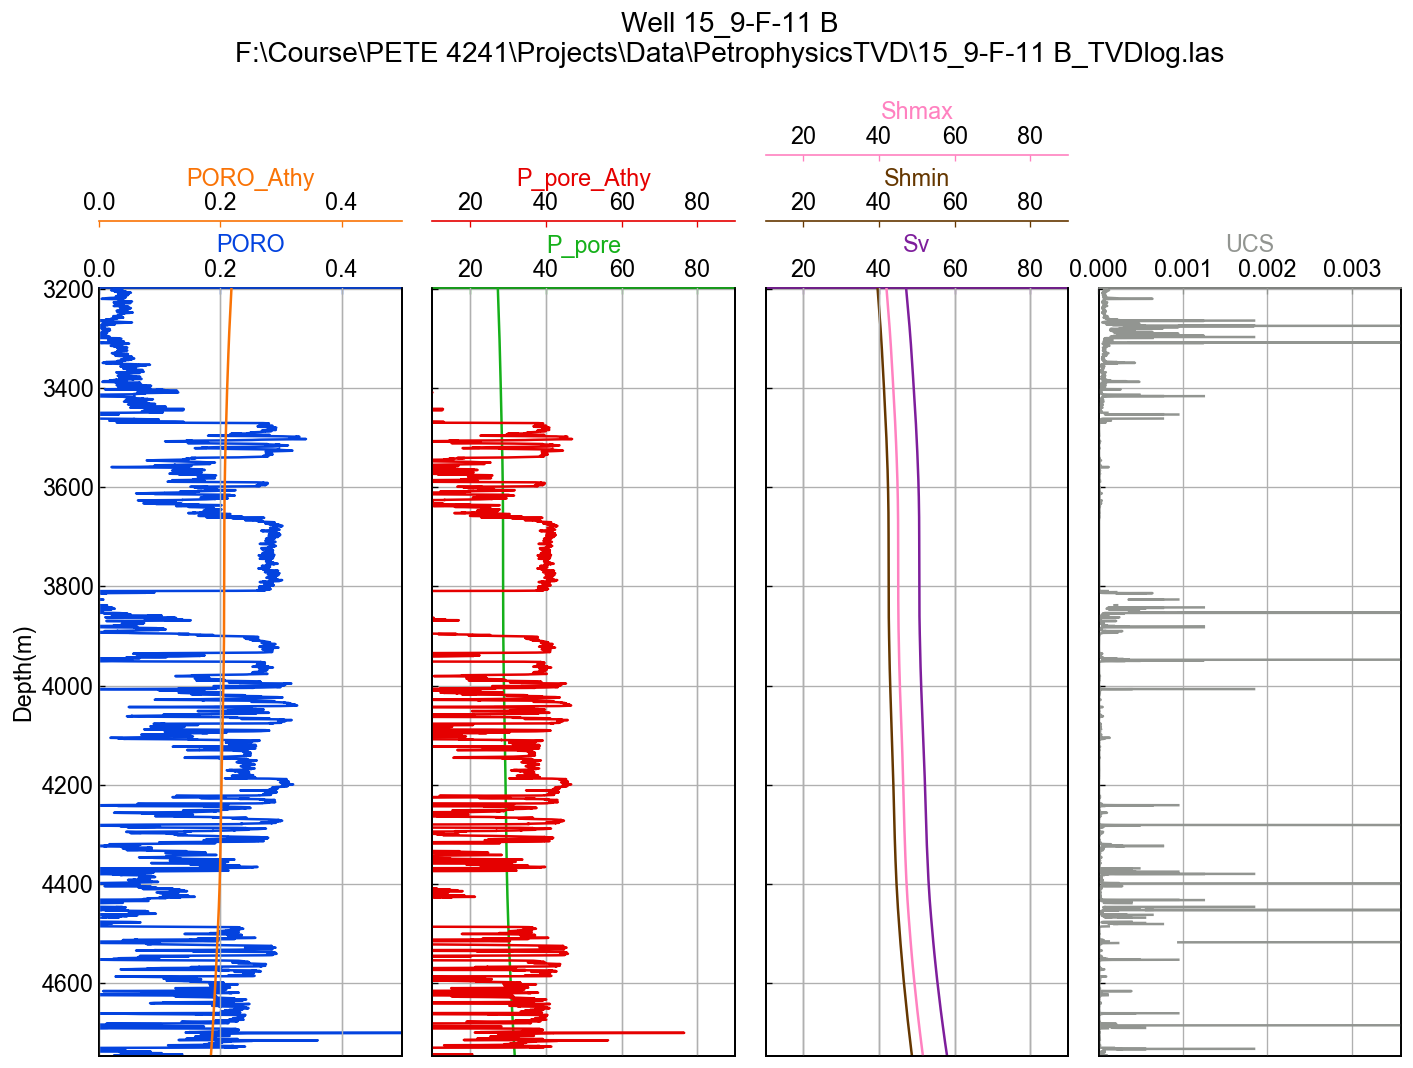 Well 15_9-F-11 B
F:\Course\PETE 4241\Projects\Data\PetrophysicsTVD\15_9-F-11 B_TVDlog.las
Shmax
20 40 60 80
PORO_Athy P_pore_Athy Shmin
0.0 0.2 0.4 20 40 60 80 20 40 60 80
PORO P_pore Sv UCS
0.0 0.2 0.4 20 40 60 80 20 40 60 80 0.000 0.001 0.002 0.003
3200
3400
3600
3800
4000
4200
4400
4600
Depth(m)